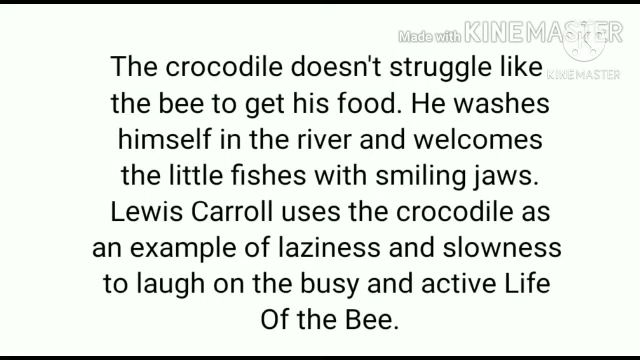 Made with KINEMASTER
KINEMASTER
The crocodile doesn't struggle like
the bee to get his food. He washes
himself in the river and welcomes
the little fishes with smiling jaws.
Lewis Carroll uses the crocodile as
an example of laziness and slowness
to laugh on the busy and active Life
Of the Bee.